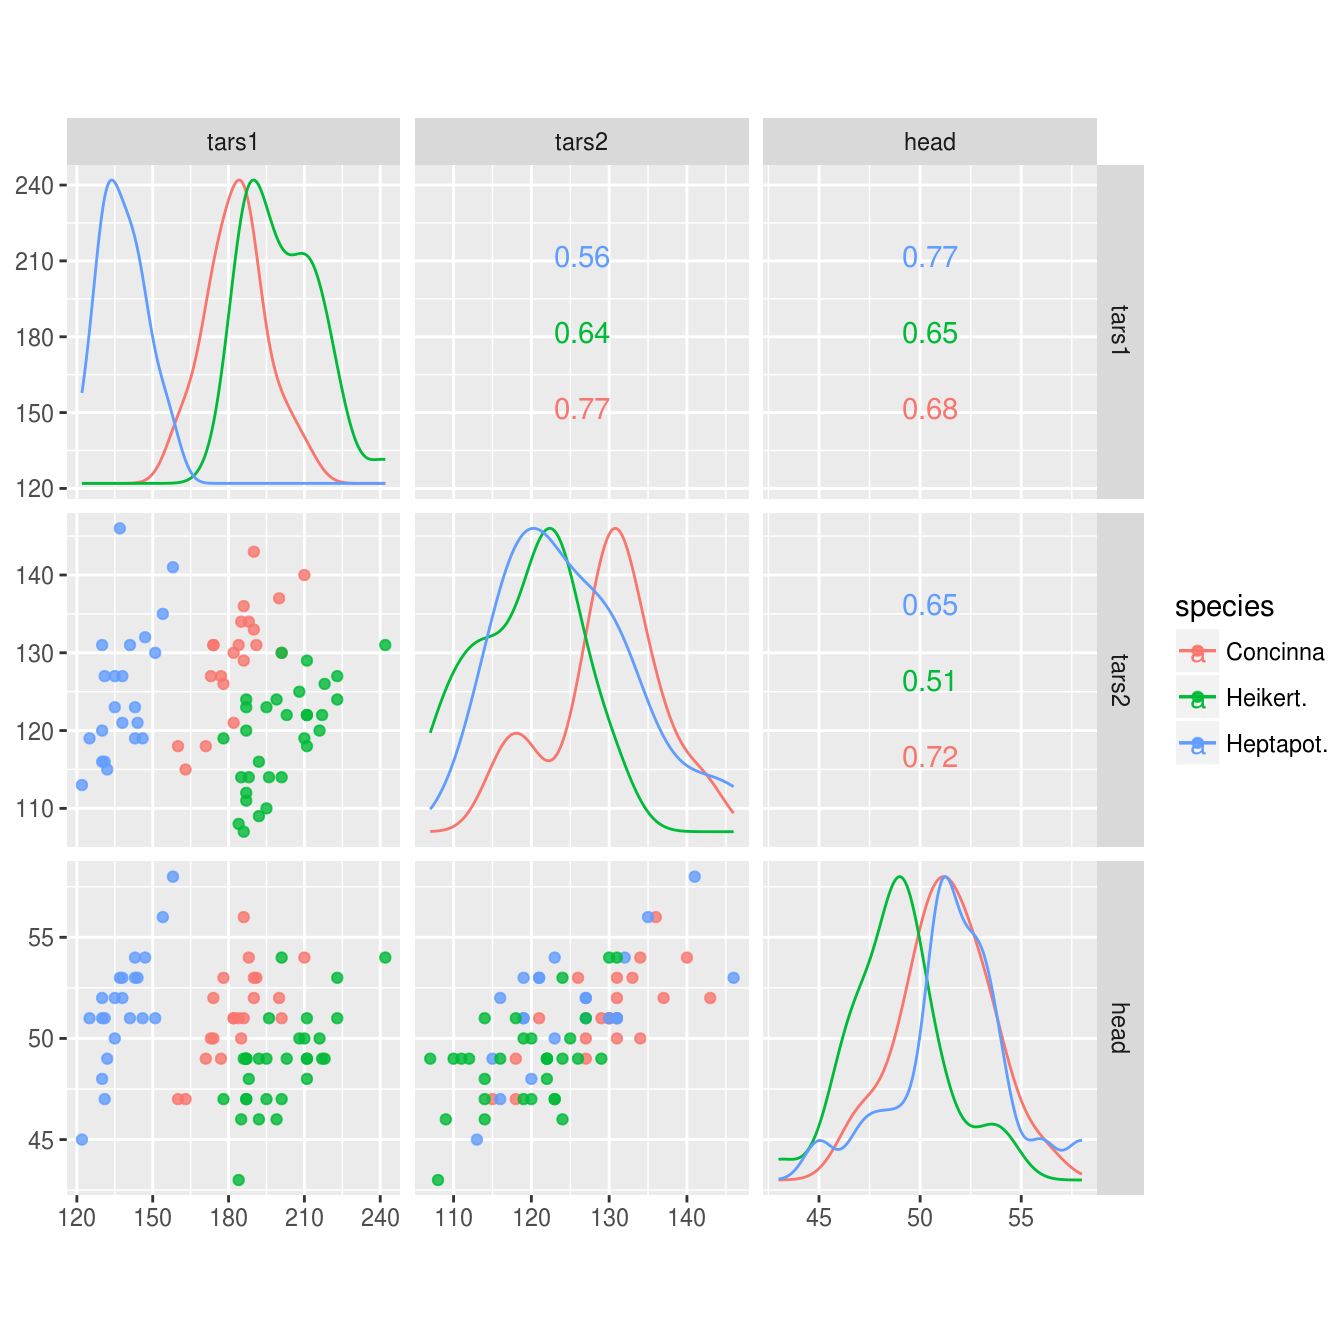 tars1 tars2 head
240
210
180
150
120
0.56
0.64
0.77
0.77
0.65
0.68
tars1
140
130
120
110
0.65
0.51
0.72
tars2
55
50
45
head
120 150 180 210 240
110 120 130 140
45 50 55
species
a Concinna
a Heikert.
a Heptapot.